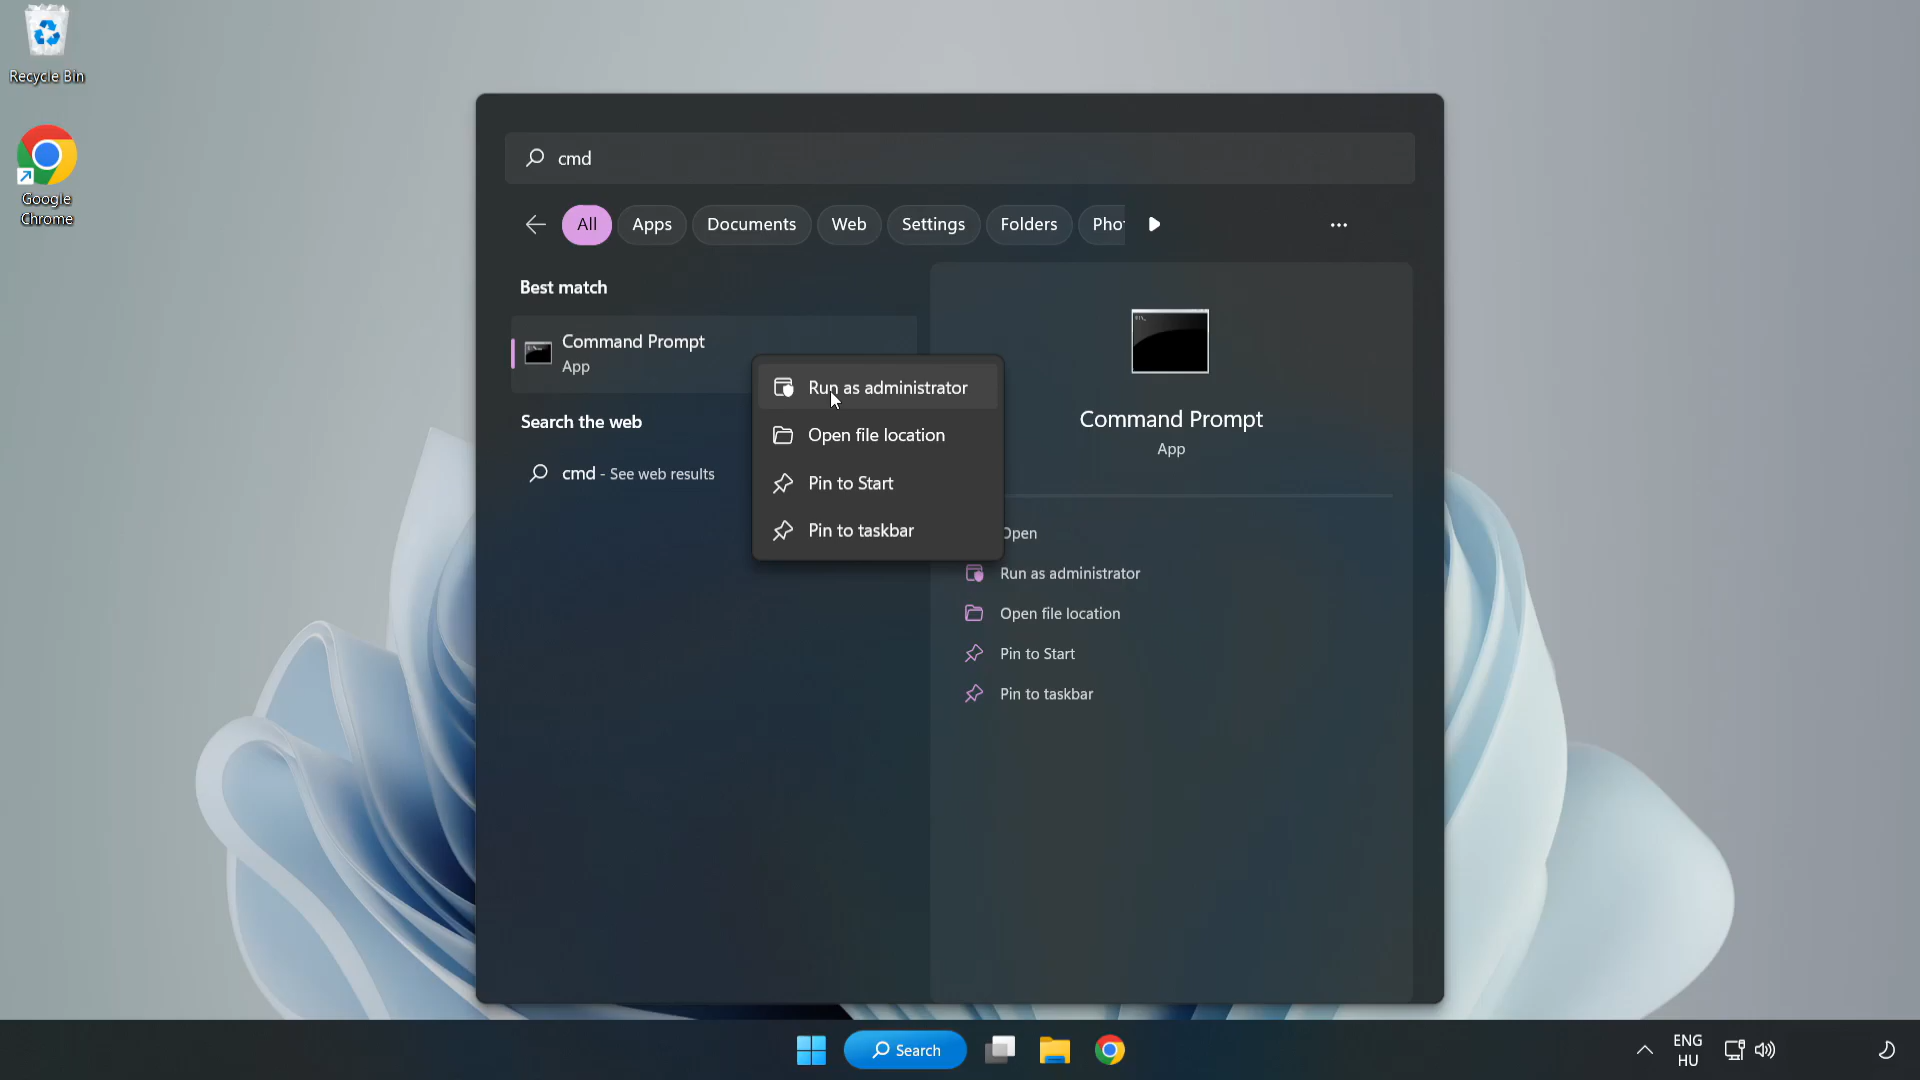 Recycle Bin
Google
Chrome
cmd
All
Apps
Documents
Web
Settings
Folders
Pho
Best match
Command Prompt
App
Search the web
cmd - See web results
Run as administrator
Open file location
Pin to Start
Pin to taskbar
Command Prompt
App
Open
Run as administrator
Open file location
Pin to Start
Pin to taskbar
Search
ENG
HU